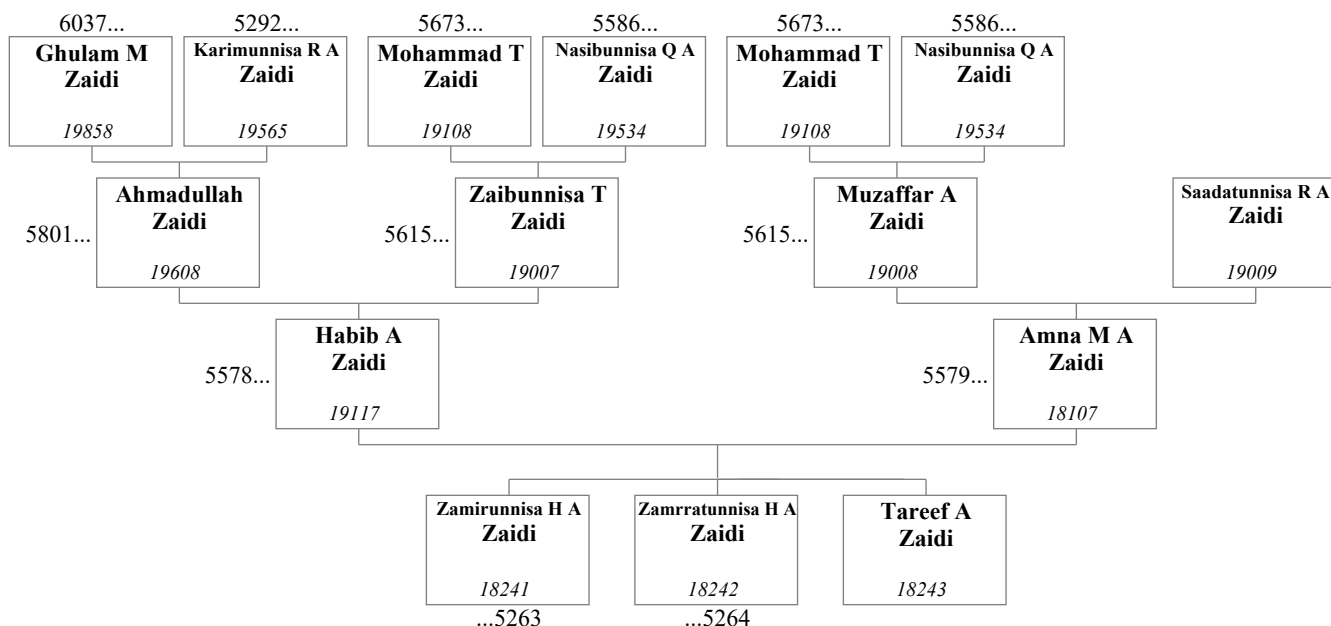 6037... 5292... 5673... 5586... 5673... 5586...
Ghulam M Karimunnisa R A Mohammad T Nasibunnisa Q A Mohammad T Nasibunnisa Q A
Zaidi Zaidi Zaidi Zaidi Zaidi Zaidi
19858 19565 19108 19534 19108 19534
Ahmadullah Zaibunnisa T Muzaffar A Saadatunnisa R A
Zaidi Zaidi Zaidi Zaidi
5801... 5615... 5615...
19608 19007 19008 19009
Habib A Amna M A
Zaidi Zaidi
5578... 5579...
19117 18107
Zamirunnisa H A Zamrratunnisa H A Tareef A
Zaidi Zaidi Zaidi
18241 18242 18243
...5263 ...5264